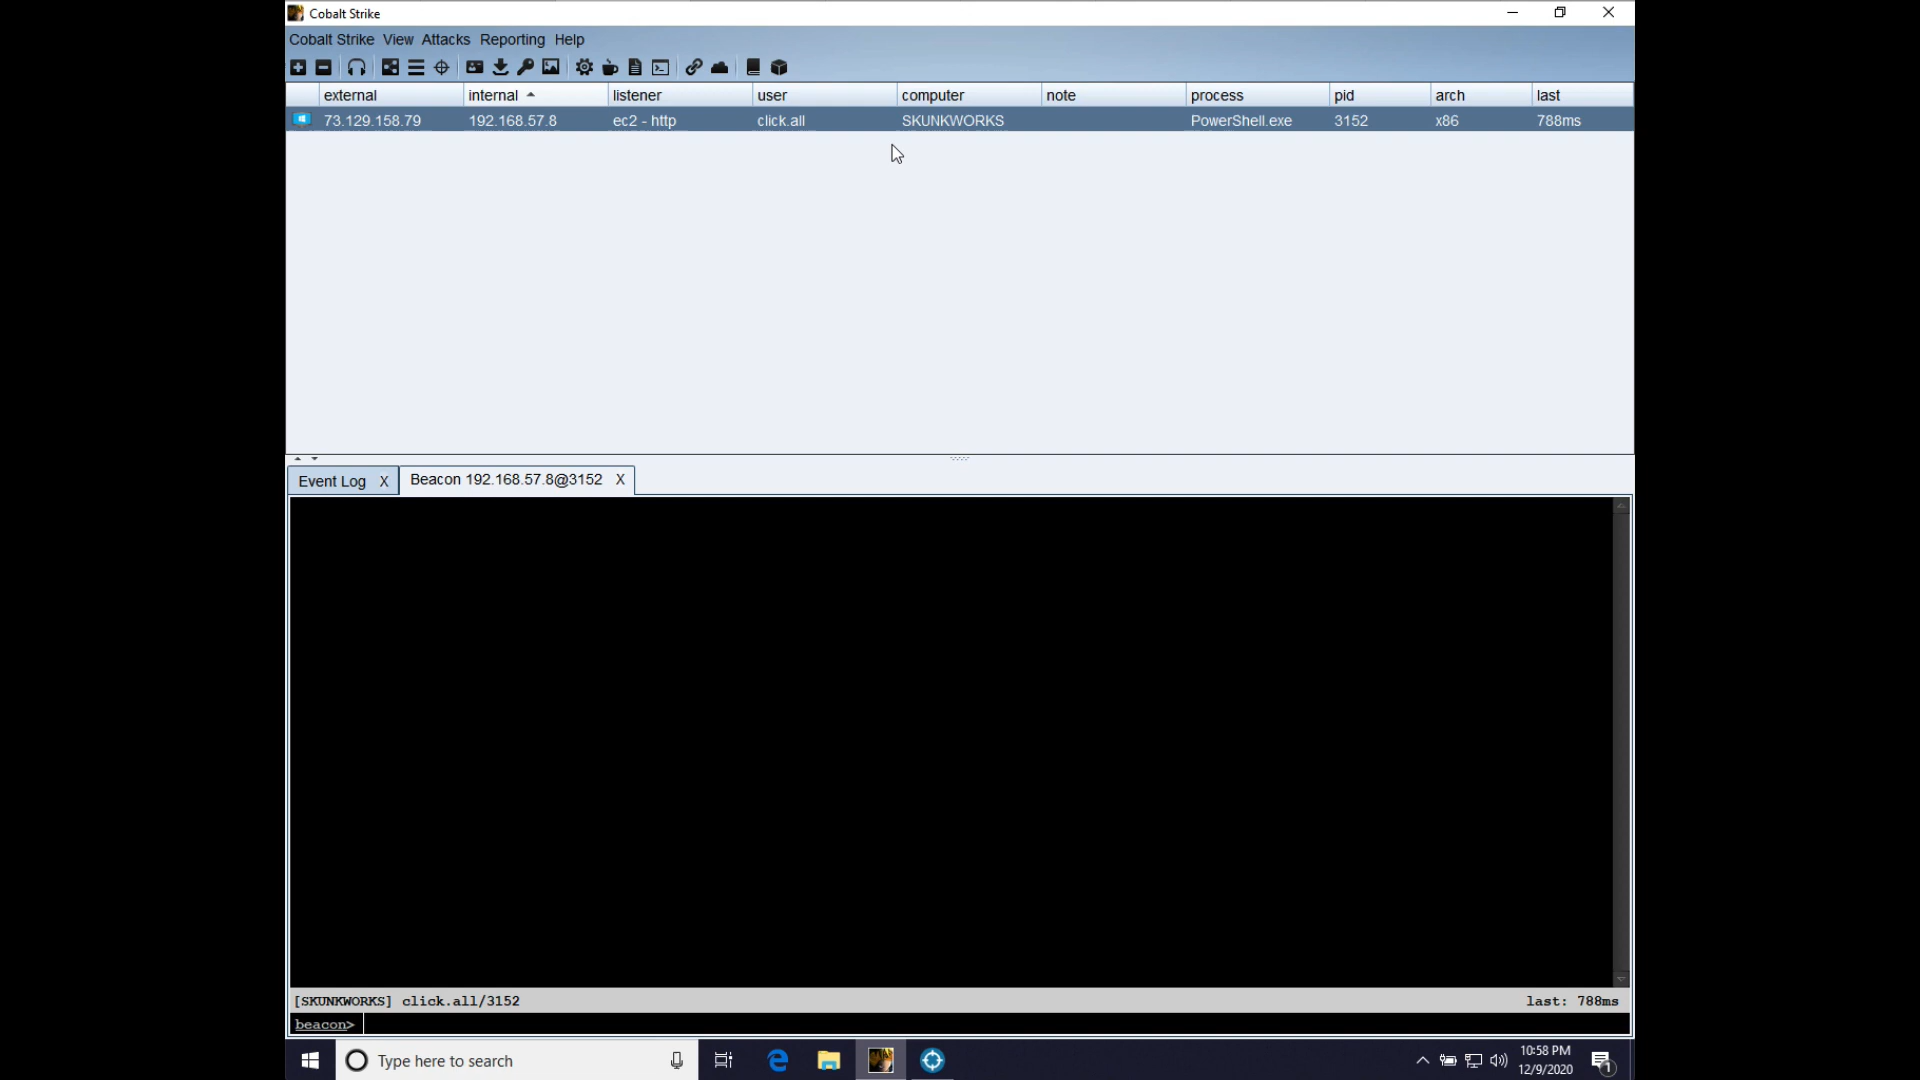 Cobalt Strike
Cobalt Strike View Attacks Reporting Help
external internal listener user computer note process pid arch last
73.129.158.79 192.168.57.8 ec2 - http click.all SKUNKWORKS PowerShell.exe 3152 x86 788ms
Event Log X Beacon 192.168.57.8@3152 X
[SKUNKWORKS] click.all/3152 last: 788ms
beacon>
Type here to search
10:58 PM
12/9/2020
1